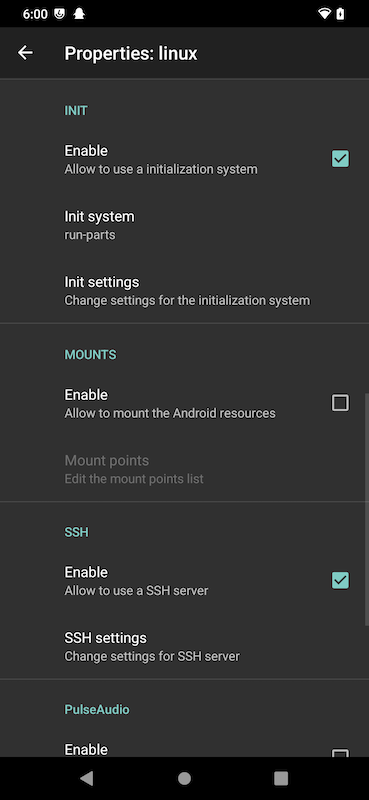 6:00
Properties: linux
INIT
Enable
Allow to use a initialization system
Init system
run-parts
Init settings
Change settings for the initialization system
MOUNTS
Enable
Allow to mount the Android resources
Mount points
Edit the mount points list
SSH
Enable
Allow to use a SSH server
SSH settings
Change settings for SSH server
PulseAudio
Enable